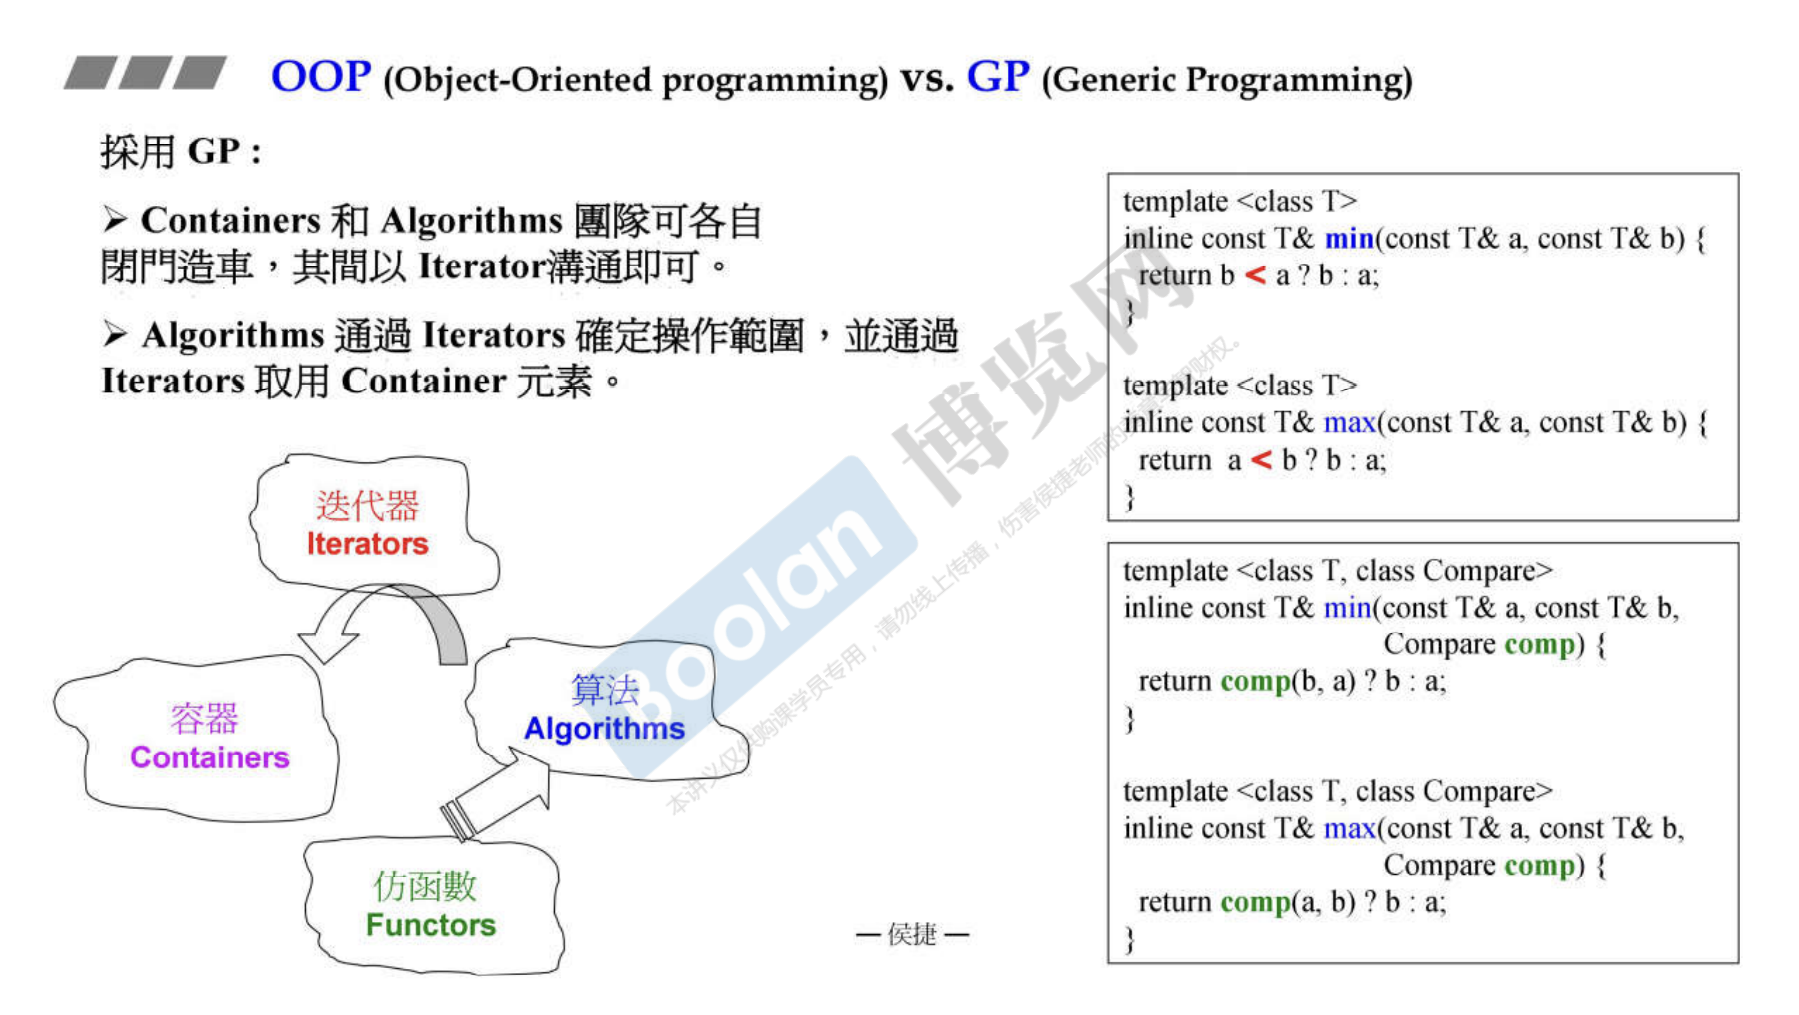 OOP (Object-Oriented programming) vs. GP (Generic Programming)
採用 GP :
➢ Containers 和 Algorithms 團隊可各自
閉門造車，其間以 Iterator溝通即可。
➢ Algorithms 通過 Iterators 確定操作範圍，並通過
Iterators 取用 Container 元素。
迭代器
Iterators
容器
Containers
算法
Algorithms
仿函數
Functors
— 侯捷 —
template <class T>
inline const T& min(const T& a, const T& b) {
return b < a ? b : a;
}
template <class T>
inline const T& max(const T& a, const T& b) {
return a < b ? b : a;
}
template <class T, class Compare>
inline const T& min(const T& a, const T& b,
Compare comp) {
return comp(b, a) ? b : a;
}
template <class T, class Compare>
inline const T& max(const T& a, const T& b,
Compare comp) {
return comp(a, b) ? b : a;
}
Boolan 博览网
本讲义仅供购课学员专用，请勿线上传播，伤害侯捷老师的
财权。